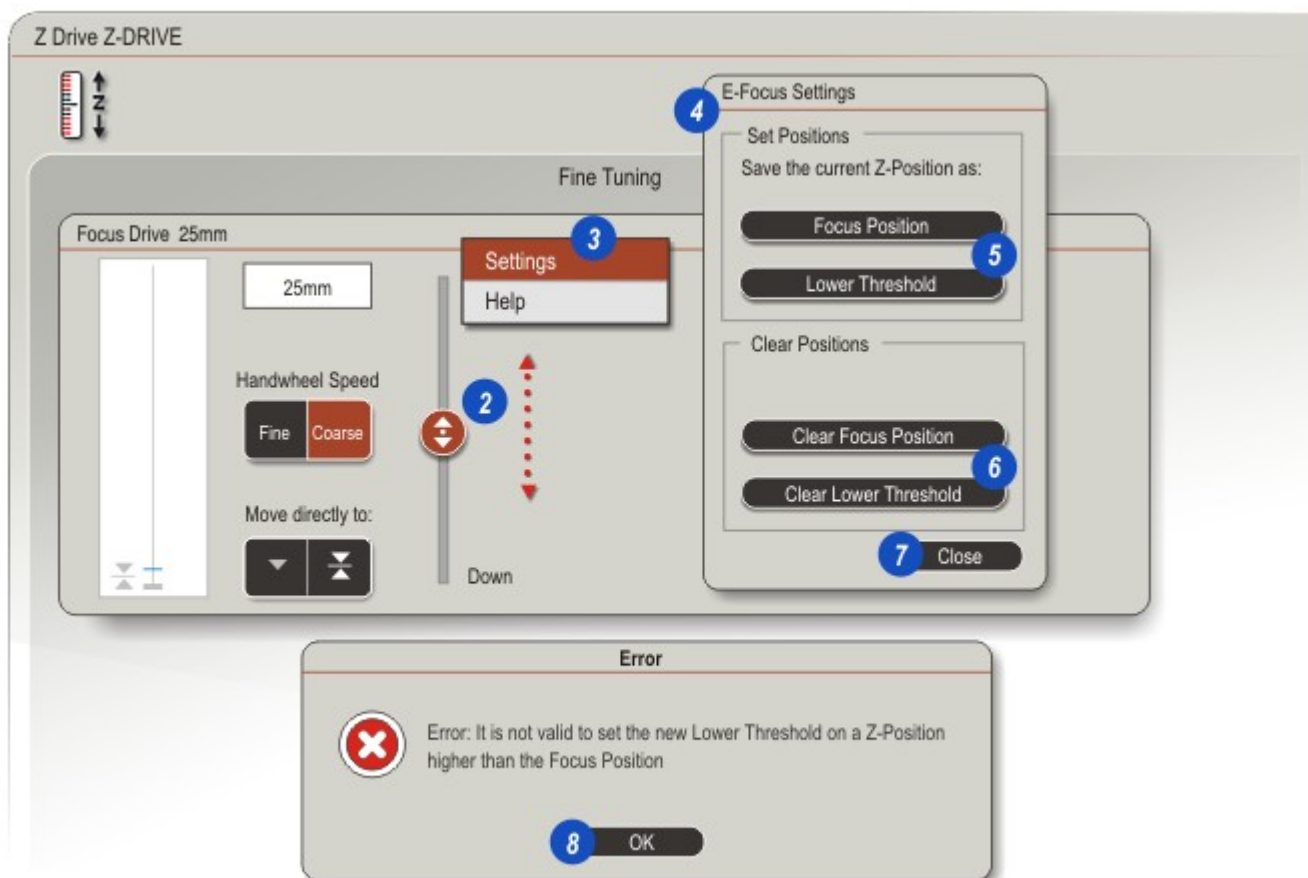 Z Drive Z-DRIVE
Z
Fine Tuning
Focus Drive 25mm
25mm
Handwheel Speed
Fine
Coarse
Move directly to:
2
3
Settings
Help
Down
4
E-Focus Settings
Set Positions
Save the current Z-Position as:
Focus Position
5
Lower Threshold
Clear Positions
Clear Focus Position
6
Clear Lower Threshold
7
Close
Error
Error: It is not valid to set the new Lower Threshold on a Z-Position
higher than the Focus Position
8
OK